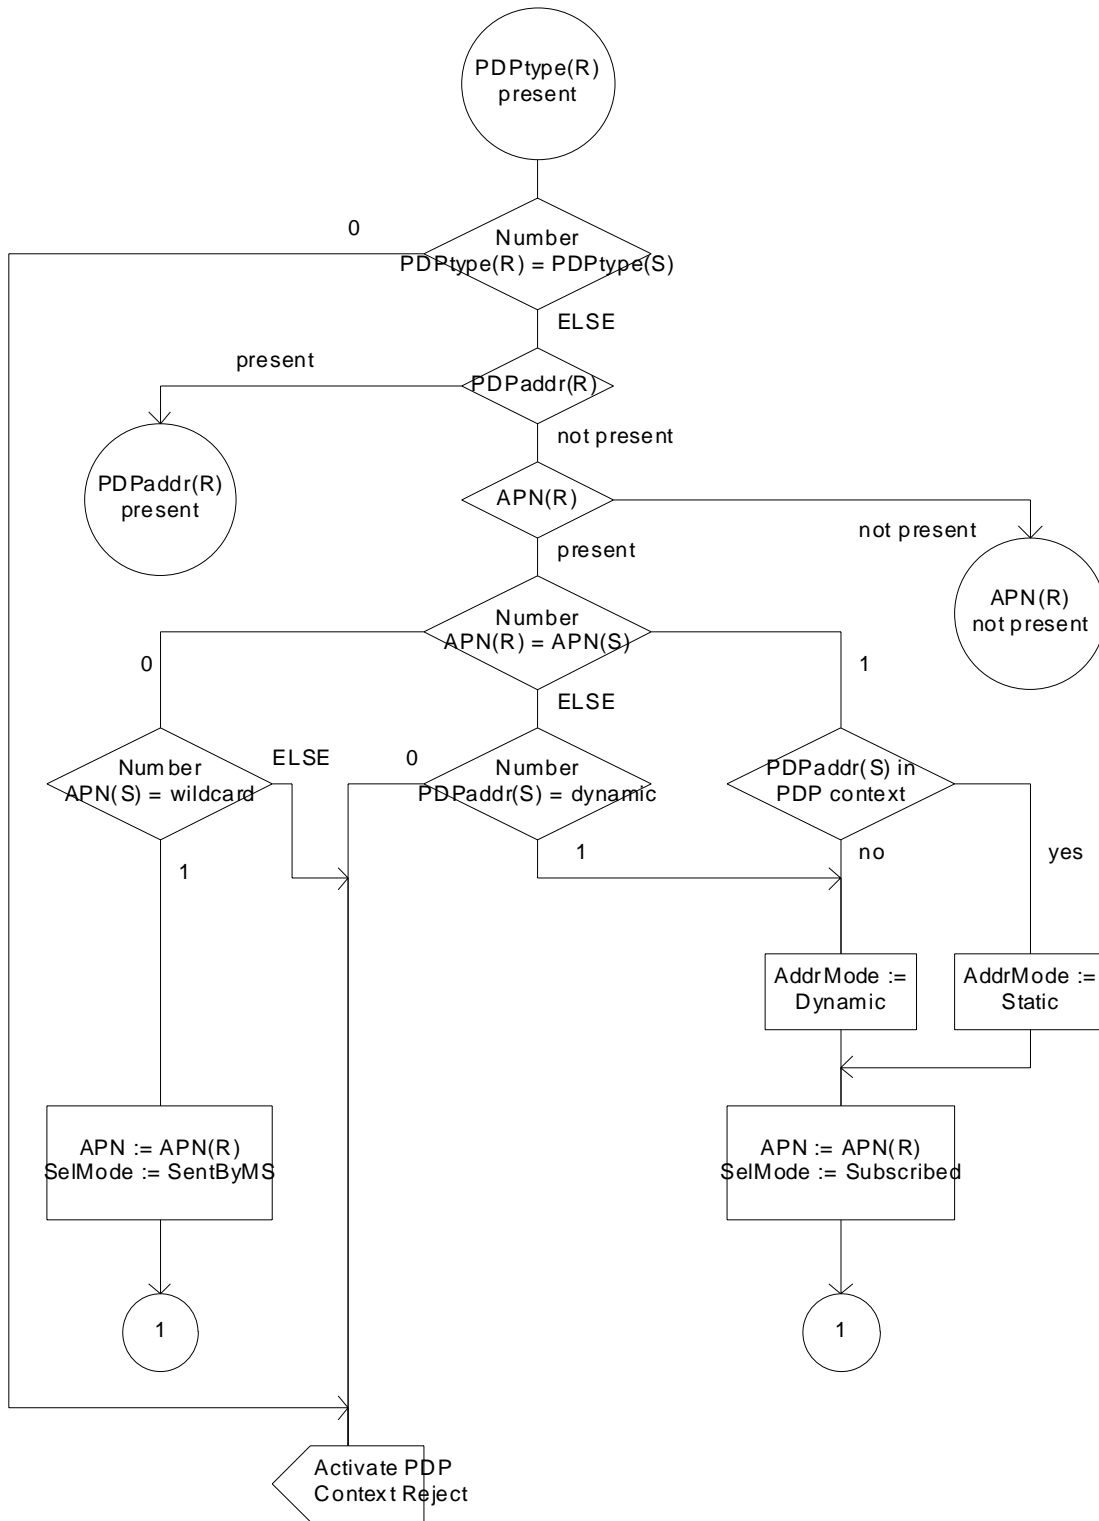 PDPtype(R)
present
0
Number
PDPtype(R) = PDPtype(S)
ELSE
present
PDPaddr(R)
not present
PDPaddr(R)
present
APN(R)
not present
present
APN(R)
not present
Number
APN(R) = APN(S)
0
1
ELSE
Number
APN(S) = wildcard
ELSE
0
Number
PDPaddr(S) = dynamic
PDPaddr(S) in
PDP context
1
1
no
yes
AddrMode :=
Dynamic
AddrMode :=
Static
APN := APN(R)
SelMode := SentByMS
APN := APN(R)
SelMode := Subscribed
1
1
Activate PDP
Context Reject